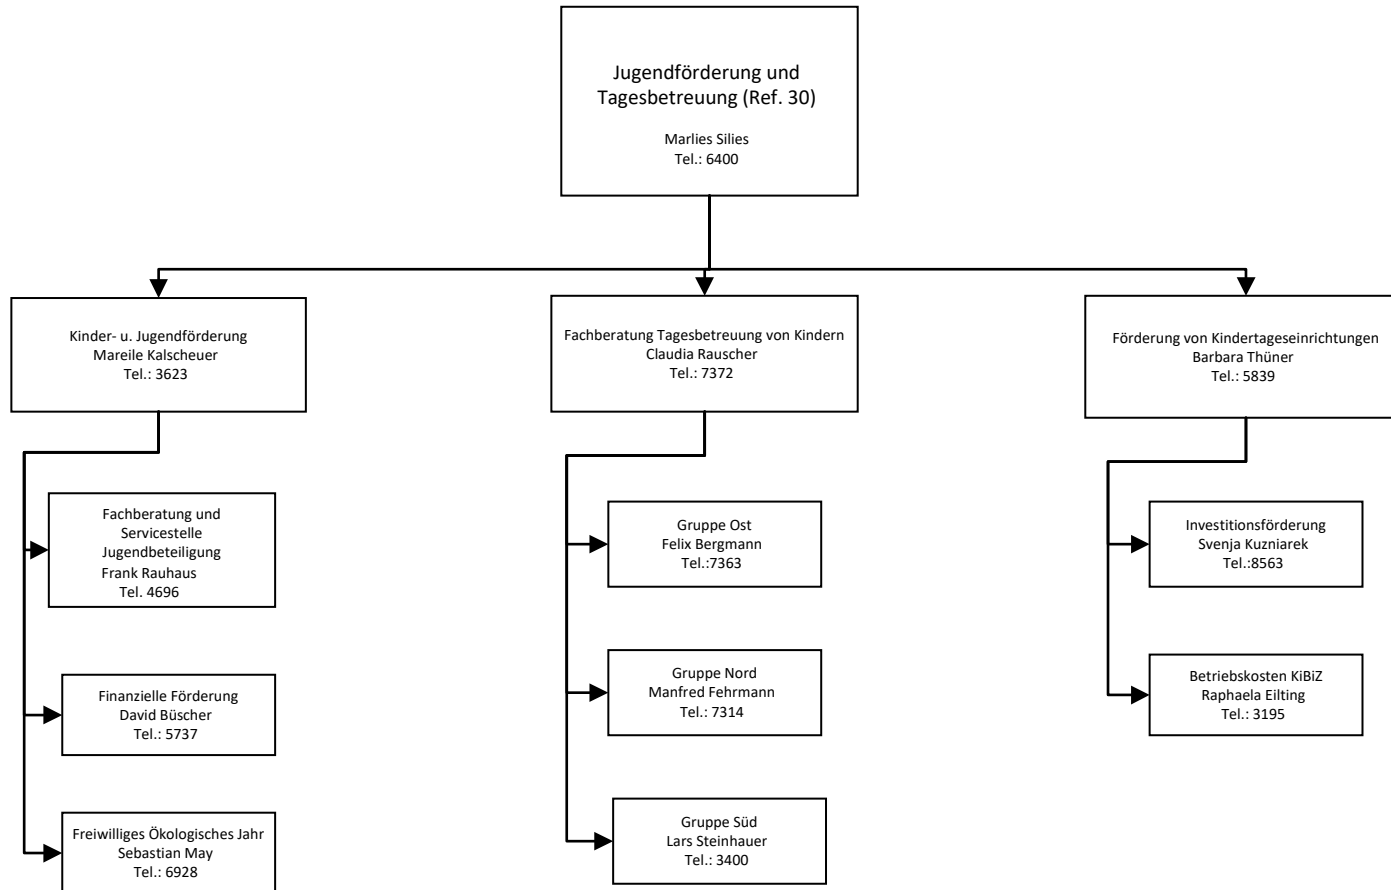 Jugendförderung und
Tagesbetreuung (Ref. 30)
Marlies Silies
Tel.: 6400
Kinder- u. Jugendförderung
Mareile Kalscheuer
Tel.: 3623
Fachberatung Tagesbetreuung von Kindern
Claudia Rauscher
Tel.: 7372
Förderung von Kindertageseinrichtungen
Barbara Thüner
Tel.: 5839
Fachberatung und
Servicestelle
Jugendbeteiligung
Frank Rauhaus
Tel. 4696
Finanzielle Förderung
David Büscher
Tel.: 5737
Freiwilliges Ökologisches Jahr
Sebastian May
Tel.: 6928
Gruppe Ost
Felix Bergmann
Tel.:7363
Gruppe Nord
Manfred Fehrmann
Tel.: 7314
Gruppe Süd
Lars Steinhauer
Tel.: 3400
Investitionsförderung
Svenja Kuzniarek
Tel.:8563
Betriebskosten KiBiZ
Raphaela Eilting
Tel.: 3195